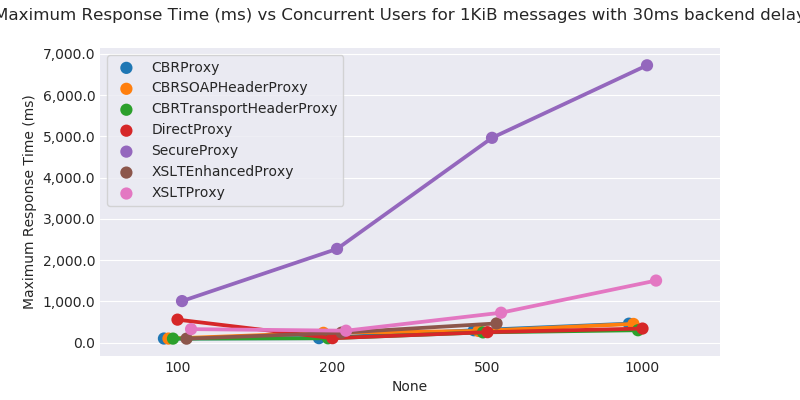 Maximum Response Time (ms) vs Concurrent Users for 1KiB messages with 30ms backend delay
7,000.0
6,000.0
5,000.0
4,000.0
3,000.0
2,000.0
1,000.0
0.0
Maximum Response Time (ms)
CBRProxy
CBRSOAPHeaderProxy
CBRTransportHeaderProxy
DirectProxy
SecureProxy
XSLTEnhancedProxy
XSLTProxy
100 200 500 1000
None